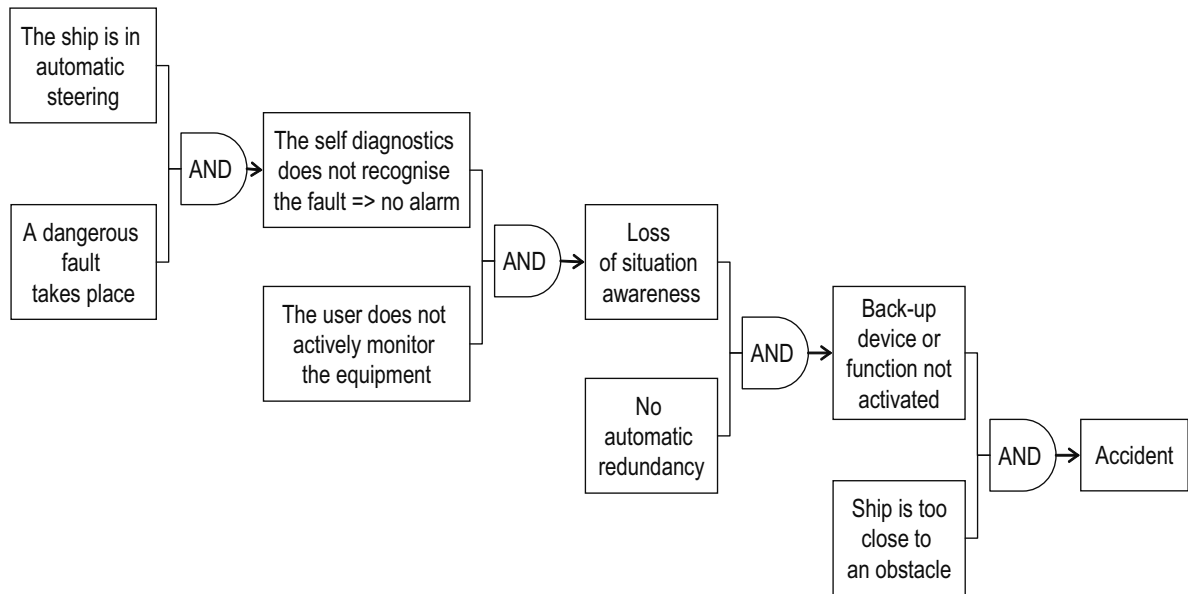 The ship is in
automatic
steering
A dangerous
fault
takes place
AND
The self diagnostics
does not recognise
the fault => no alarm
The user does not
actively monitor
the equipment
AND
Loss
of situation
awareness
No
automatic
redundancy
AND
Back-up
device or
function not
activated
Ship is too
close to
an obstacle
AND
Accident